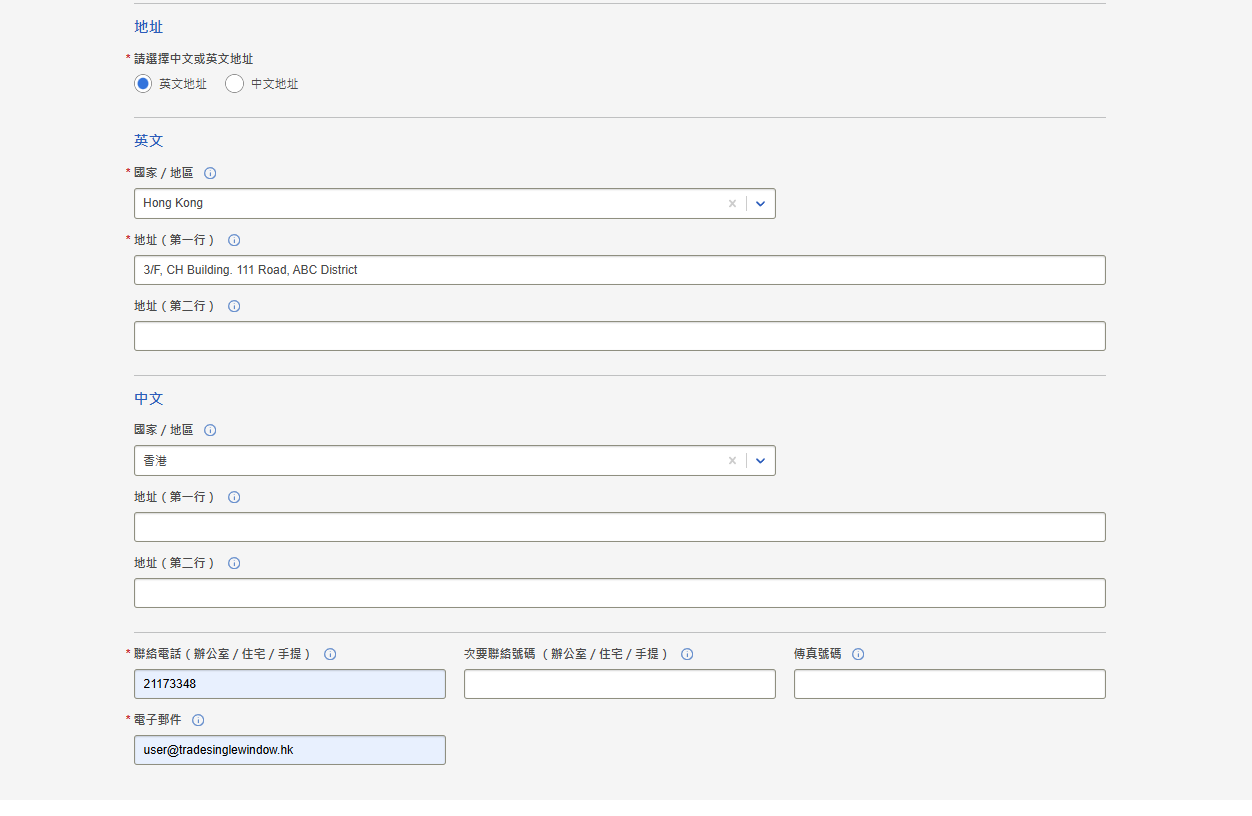 地址
* 請選擇中文或英文地址
英文地址 中文地址
英文
* 國家 / 地區
Hong Kong
* 地址 ( 第一行 )
3/F, CH Building. 111 Road, ABC District
地址 ( 第二行 )
中文
國家 / 地區
香港
地址 ( 第一行 )
地址 ( 第二行 )
* 聯絡電話 ( 辦公室 / 住宅 / 手提 ) 次要聯絡號碼 ( 辦公室 / 住宅 / 手提 ) 傳真號碼
21173348
* 電子郵件
user@tradesinglewindow.hk